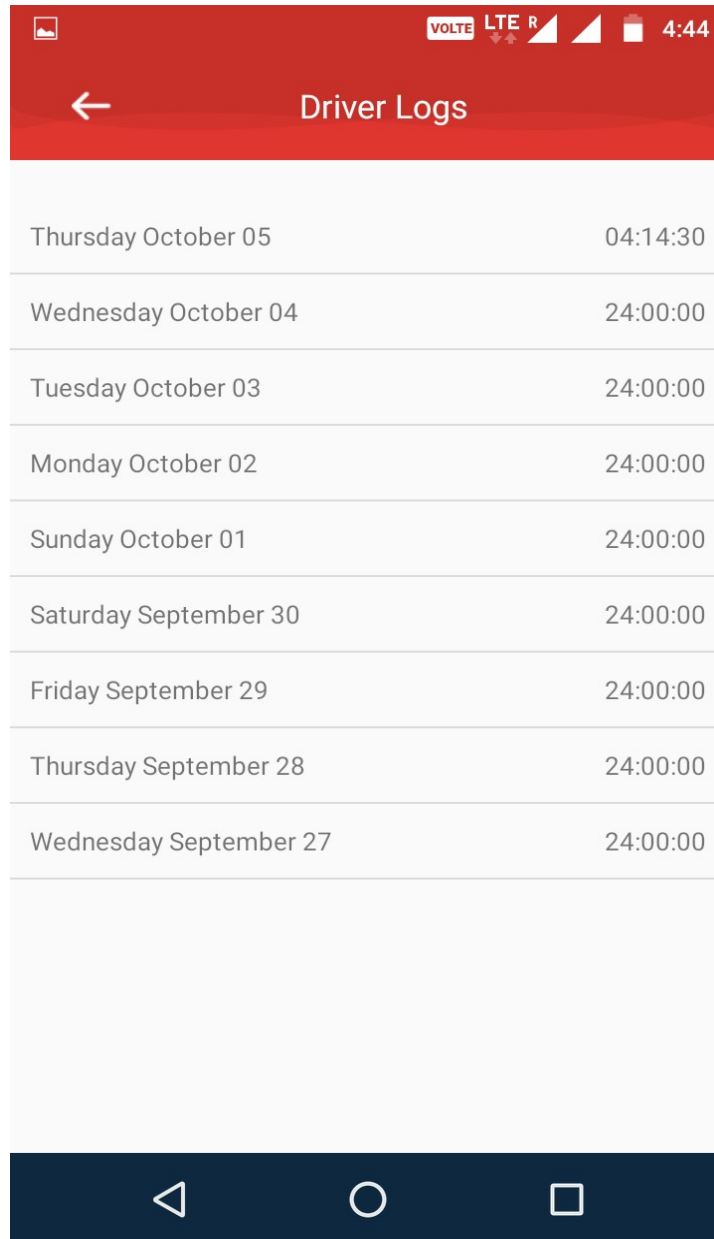 VOLTE LTE R 4:44
Driver Logs
Thursday October 05 04:14:30
Wednesday October 04 24:00:00
Tuesday October 03 24:00:00
Monday October 02 24:00:00
Sunday October 01 24:00:00
Saturday September 30 24:00:00
Friday September 29 24:00:00
Thursday September 28 24:00:00
Wednesday September 27 24:00:00